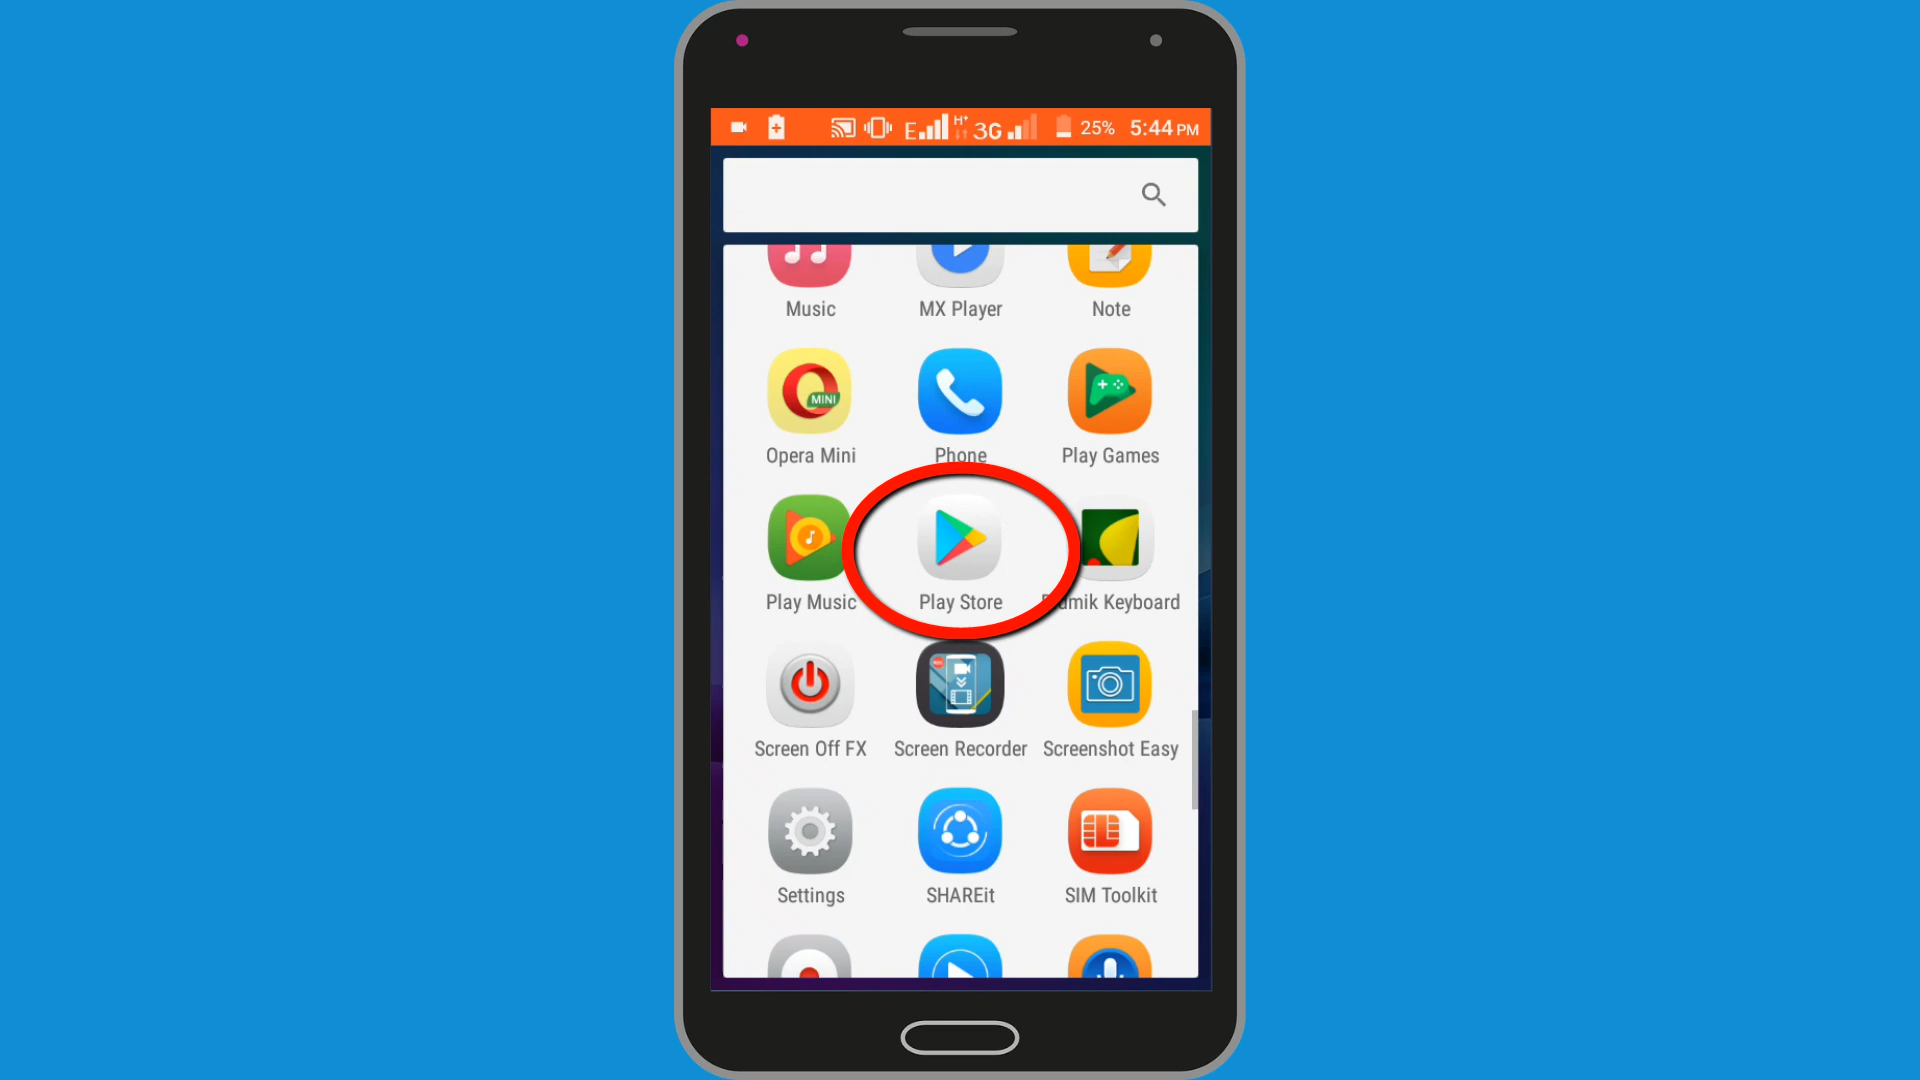 E H+ 3G 25% 5:44 PM
Music MX Player Note
MINI
Opera Mini Phone Play Games
Play Music Play Store Keyboard
Screen Off FX Screen Recorder Screenshot Easy
Settings SHAREit SIM Toolkit